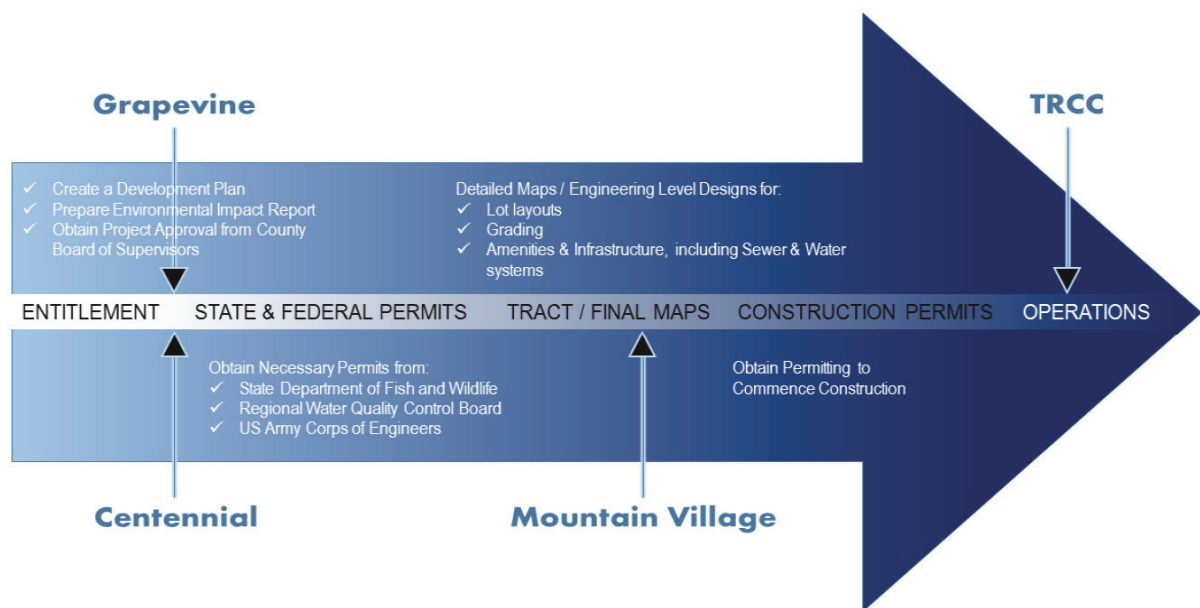 Grapevine
TRCC
✓ Create a Development Plan
✓ Prepare Environmental Impact Report
✓ Obtain Project Approval from County
Board of Supervisors
Detailed Maps / Engineering Level Designs for:
✓ Lot layouts
✓ Grading
✓ Amenities & Infrastructure, including Sewer & Water
systems
ENTITLEMENT
STATE & FEDERAL PERMITS
TRACT / FINAL MAPS
CONSTRUCTION PERMITS
OPERATIONS
Obtain Necessary Permits from:
✓ State Department of Fish and Wildlife
✓ Regional Water Quality Control Board
✓ US Army Corps of Engineers
Obtain Permitting to
Commence Construction
Centennial
Mountain Village